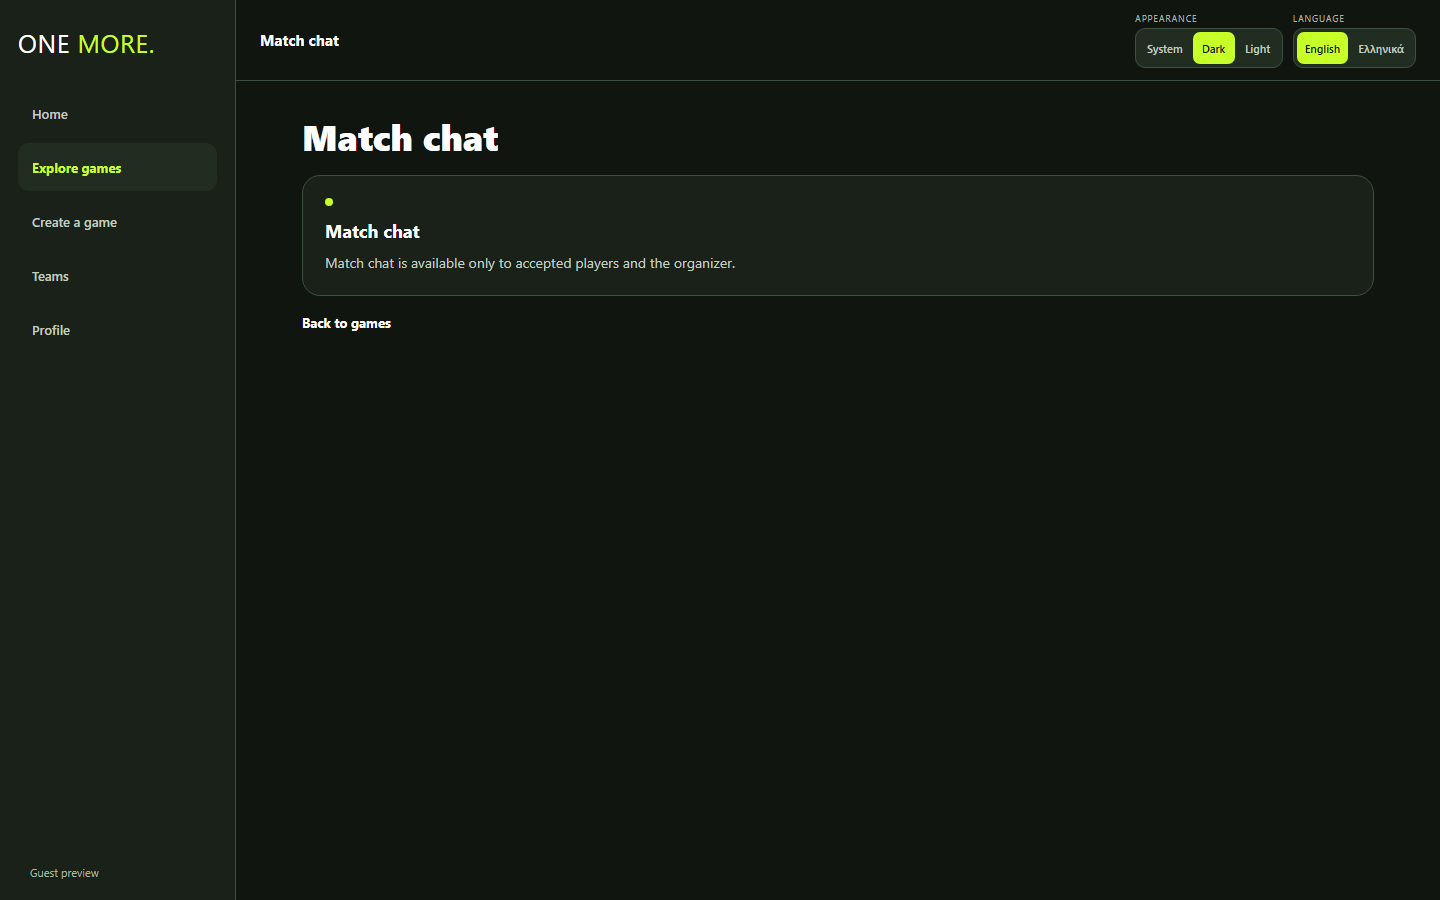 ONE MORE.
Home
Explore games
Create a game
Teams
Profile
Guest preview
Match chat
APPEARANCE
System Dark Light
LANGUAGE
English Ελληνικά
Match chat
Match chat
Match chat is available only to accepted players and the organizer.
Back to games